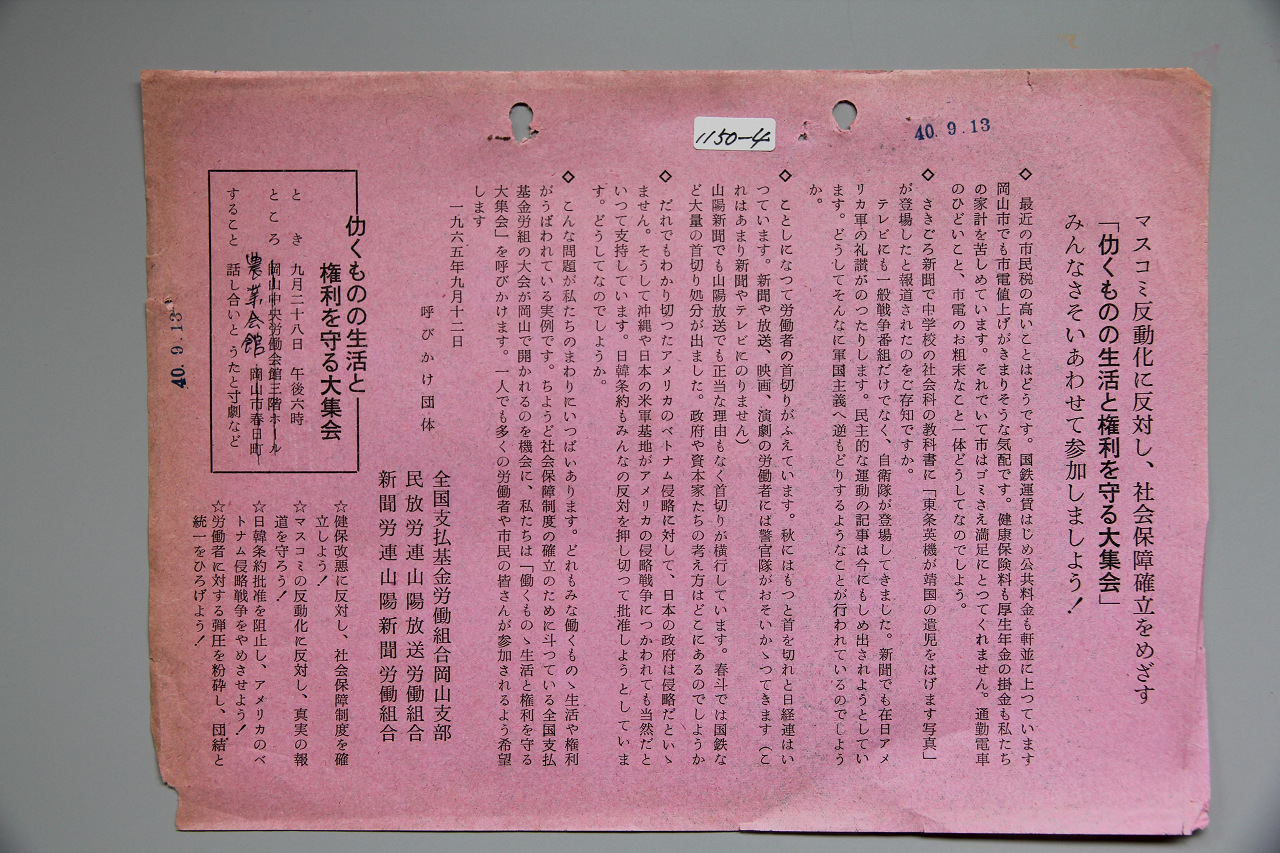 1150-4
40.9.13
マスコミ反動化に反対し、社会保障確立をめざす
「仂くものの生活と権利を守る大集会」
みんなさそいあわせて参加しましよう！
◇ 最近の市民税の高いことはどうです。国鉄運賃はじめ公共料金も軒並に上つています
岡山市でも市電値上げがきまりそうな気配です。健康保険料も厚生年金の掛金も私たち
の家計を苦しめています。それでいて市はゴミさえ満足にとつてくれません。通勤電車
のひどいこと、市電のお粗末なこと一体どうしてなのでしよう。
◇ さきごろ新聞で中学校の社会科の教科書に「東条英機が靖国の遺児をはげます写真」
が登場したと報道されたのをご存知ですか。
テレビにも一般戦争番組だけでなく、自衛隊が登場してきました。新聞でも在日アメ
リカ軍の礼讃がのつたりします。民主的な運動の記事は今にもしめ出されようとしてい
ます。どうしてそんなに軍国主義へ逆もどりするようなことが行われているのでしよう
か。
◇ ことしになつて労働者の首切りがふえています。秋にはもつと首を切れと日経連はい
つています。新聞や放送、映画、演劇の労働者には警官隊がおそいかゝつてきます（こ
れはあまり新聞やテレビにのりません）
山陽新聞でも山陽放送でも正当な理由もなく首切りが横行しています。春斗では国鉄な
ど大量の首切り処分が出ました。政府や資本家たちの考え方はどこにあるのでしようか
◇ だれでもわかり切つたアメリカのベトナム侵略に対して、日本の政府は侵略だといゝ
ません。そうして沖縄や日本の米軍基地がアメリカの侵略戦争につかわれても当然だと
いつて支持しています。日韓条約もみんなの反対を押し切つて批准しようとしていま
す。どうしてなのでしようか。
◇ こんな問題が私たちのまわりにいつぱいあります。どれもみな働くものゝ生活や権利
がうばわれている実例です。ちようど社会保障制度の確立のために斗つている全国支払
基金労組の大会が岡山で開かれるのを機会に、私たちは「働くものゝ生活と権利を守る
大集会」を呼びかけます。一人でも多くの労働者や市民の皆さんが参加されるよう希望
します
一九六五年九月十二日
呼びかけ団体
全国支払基金労働組合岡山支部
民放労連山陽放送労働組合
新聞労連山陽新聞労働組合
仂くものの生活と
権利を守る大集会
とき 九月二十八日 午後六時
ところ 岡山中央労働会館三階ホール
農業会館 岡山市春日町
すること 話し合いと うたと寸劇など
☆健保改悪に反対し、社会保障制度を確
立しよう！
☆マスコミの反動化に反対し、真実の報
道を守ろう！
☆日韓条約批准を阻止し、アメリカのベ
トナム侵略戦争をやめさせよう！
☆労働者に対する弾圧を粉砕し、団結と
統一をひろげよう！
40.9.13